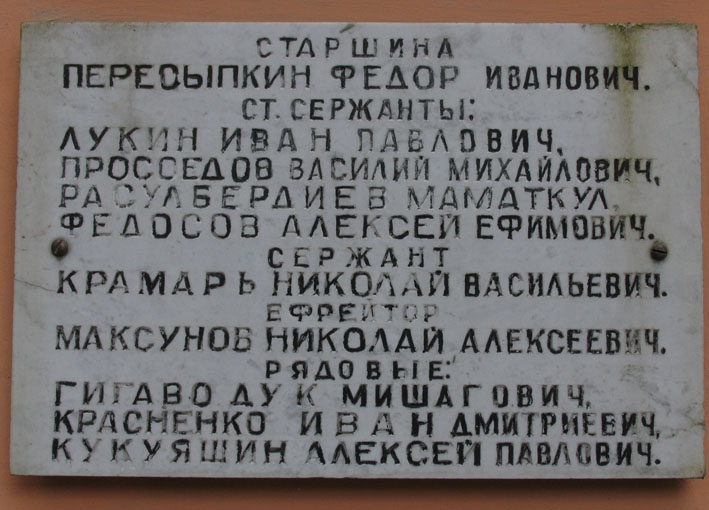 СТАРШИНА
ПЕРЕСЫПКИН ФЕДОР ИВАНОВИЧ.
СТ. СЕРЖАНТЫ:
ЛУКИН ИВАН ПАВЛОВИЧ,
ПРОССЕДОВ ВАСИЛИЙ МИХАЙЛОВИЧ,
РАСУЛБЕРДИЕВ МАМАТКУЛ,
ФЕДОСОВ АЛЕКСЕЙ ЕФИМОВИЧ.
СЕРЖАНТ
КРАМАРЬ НИКОЛАЙ ВАСИЛЬЕВИЧ.
ЕФРЕЙТОР
МАКСУНОВ НИКОЛАЙ АЛЕКСЕЕВИЧ.
РЯДОВЫЕ:
ГИГАВО ДУК МИШАГОВИЧ,
КРАСНЕНКО ИВАН ДМИТРИЕВИЧ,
КУКУЯШИН АЛЕКСЕЙ ПАВЛОВИЧ.